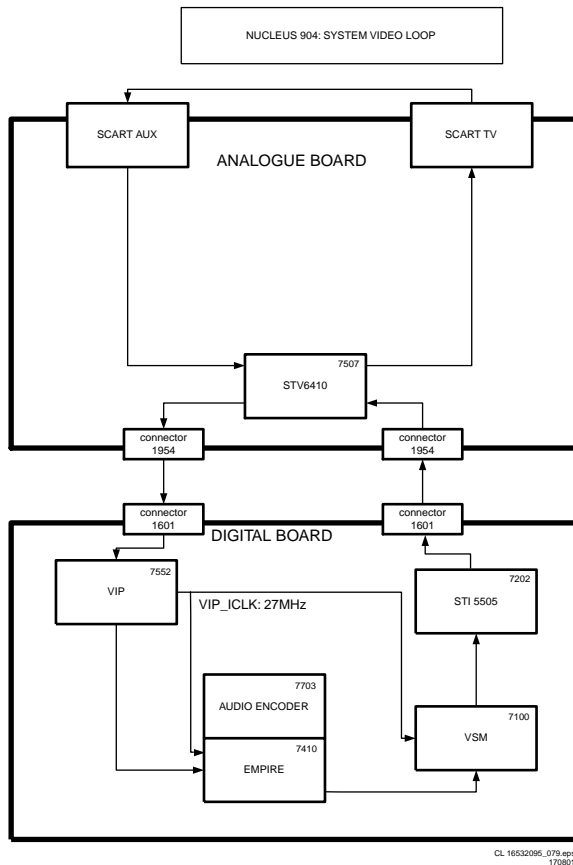 NUCLEUS 904: SYSTEM VIDEO LOOP
SCART AUX
SCART TV
ANALOGUE BOARD
7507
STV6410
connector
1954
connector
1954
connector
1601
connector
1601
DIGITAL BOARD
7552
VIP
7202
STI 5505
VIP_ICLK: 27MHz
7703
AUDIO ENCODER
7100
VSM
7410
EMPIRE
CL 16532095_079.eps
170801